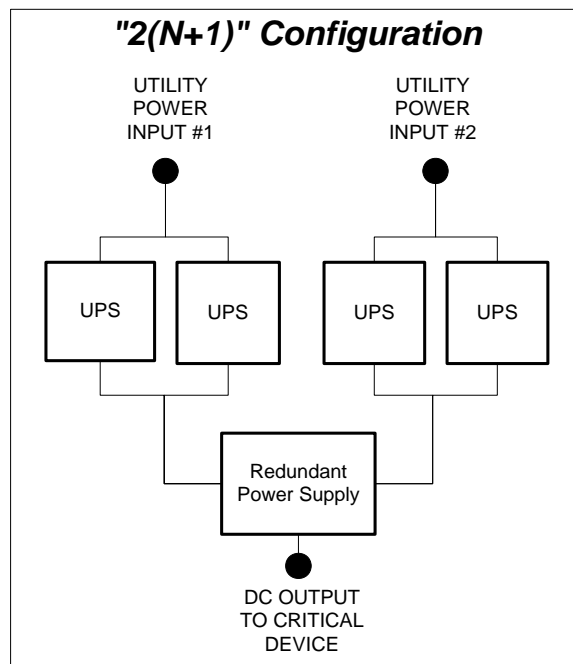 "2(N+1)" Configuration
UTILITY
POWER
INPUT #1
UTILITY
POWER
INPUT #2
UPS
UPS
UPS
UPS
Redundant
Power Supply
DC OUTPUT
TO CRITICAL
DEVICE